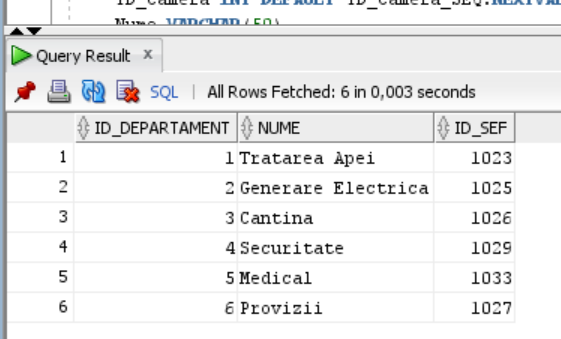 ID_camera INT DEFAULT ID_camera_SEQ.NEXTVAL
Nume VARCHAR(50)
Query Result x
SQL | All Rows Fetched: 6 in 0,003 seconds
ID_DEPARTAMENT NUME ID_SEF
1 1 Tratarea Apei 1023
2 2 Generare Electrica 1025
3 3 Cantina 1026
4 4 Securitate 1029
5 5 Medical 1033
6 6 Provizii 1027